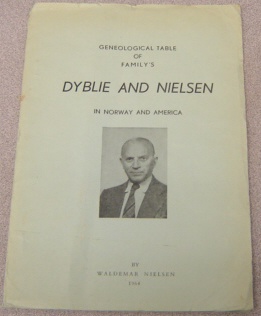 GENEOLOGICAL TABLE
OF
FAMILY'S
DYBLIE AND NIELSEN
IN NORWAY AND AMERICA
BY
WALDEMAR NIELSEN